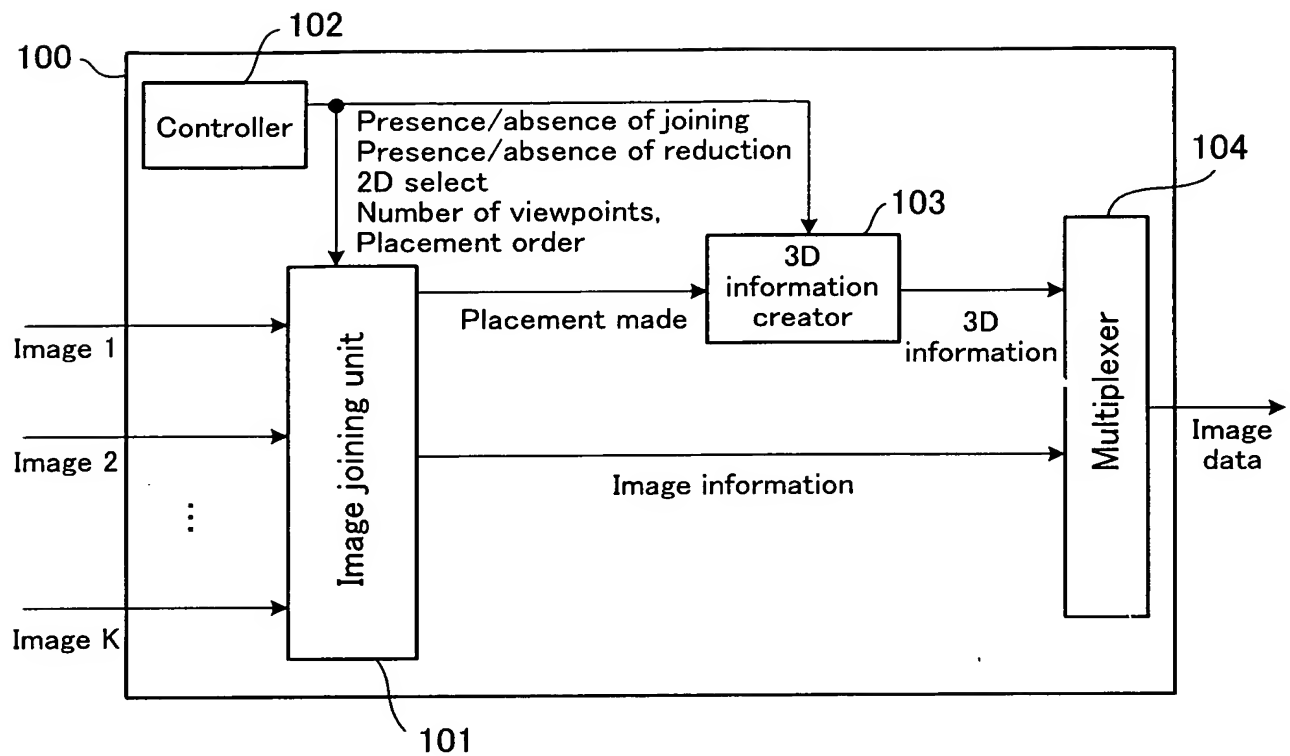 102
100
Controller
Presence/absence of joining
Presence/absence of reduction
2D select
Number of viewpoints,
Placement order
104
103
3D
information
creator
Placement made
3D
information
Image 1
Image joining unit
Multiplexer
Image
data
Image 2
Image information
⋮
Image K
101